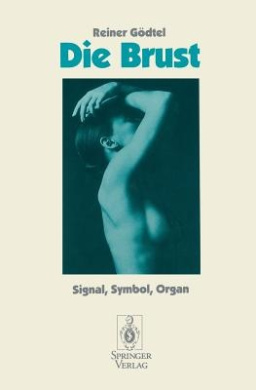 Reiner Gödtel
Die Brust
Signal, Symbol, Organ
SPRINGER
VERLAG